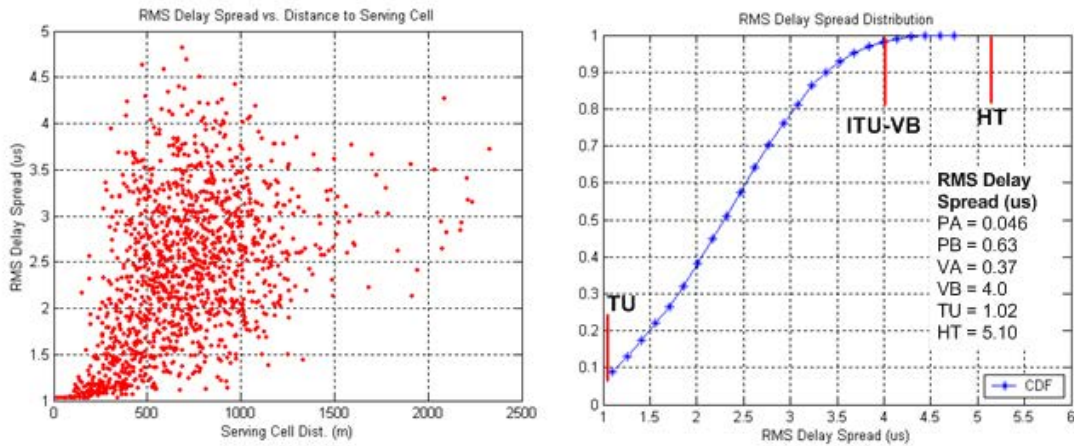 RMS Delay Spread vs. Distance to Serving Cell
5
4.5
4
3.5
3
2.5
2
1.5
1
RMS Delay Spread (us)
0 500 1000 1500 2000 2500
Serving Cell Dist. (m)
RMS Delay Spread Distribution
1
0.9
0.8
0.7
0.6
0.5
0.4
0.3
0.2
0.1
0
TU
ITU-VB
HT
RMS Delay
Spread (us)
PA = 0.046
PB = 0.63
VA = 0.37
VB = 4.0
TU = 1.02
HT = 5.10
CDF
1 1.5 2 2.5 3 3.5 4 4.5 5 5.5 6
RMS Delay Spread (us)